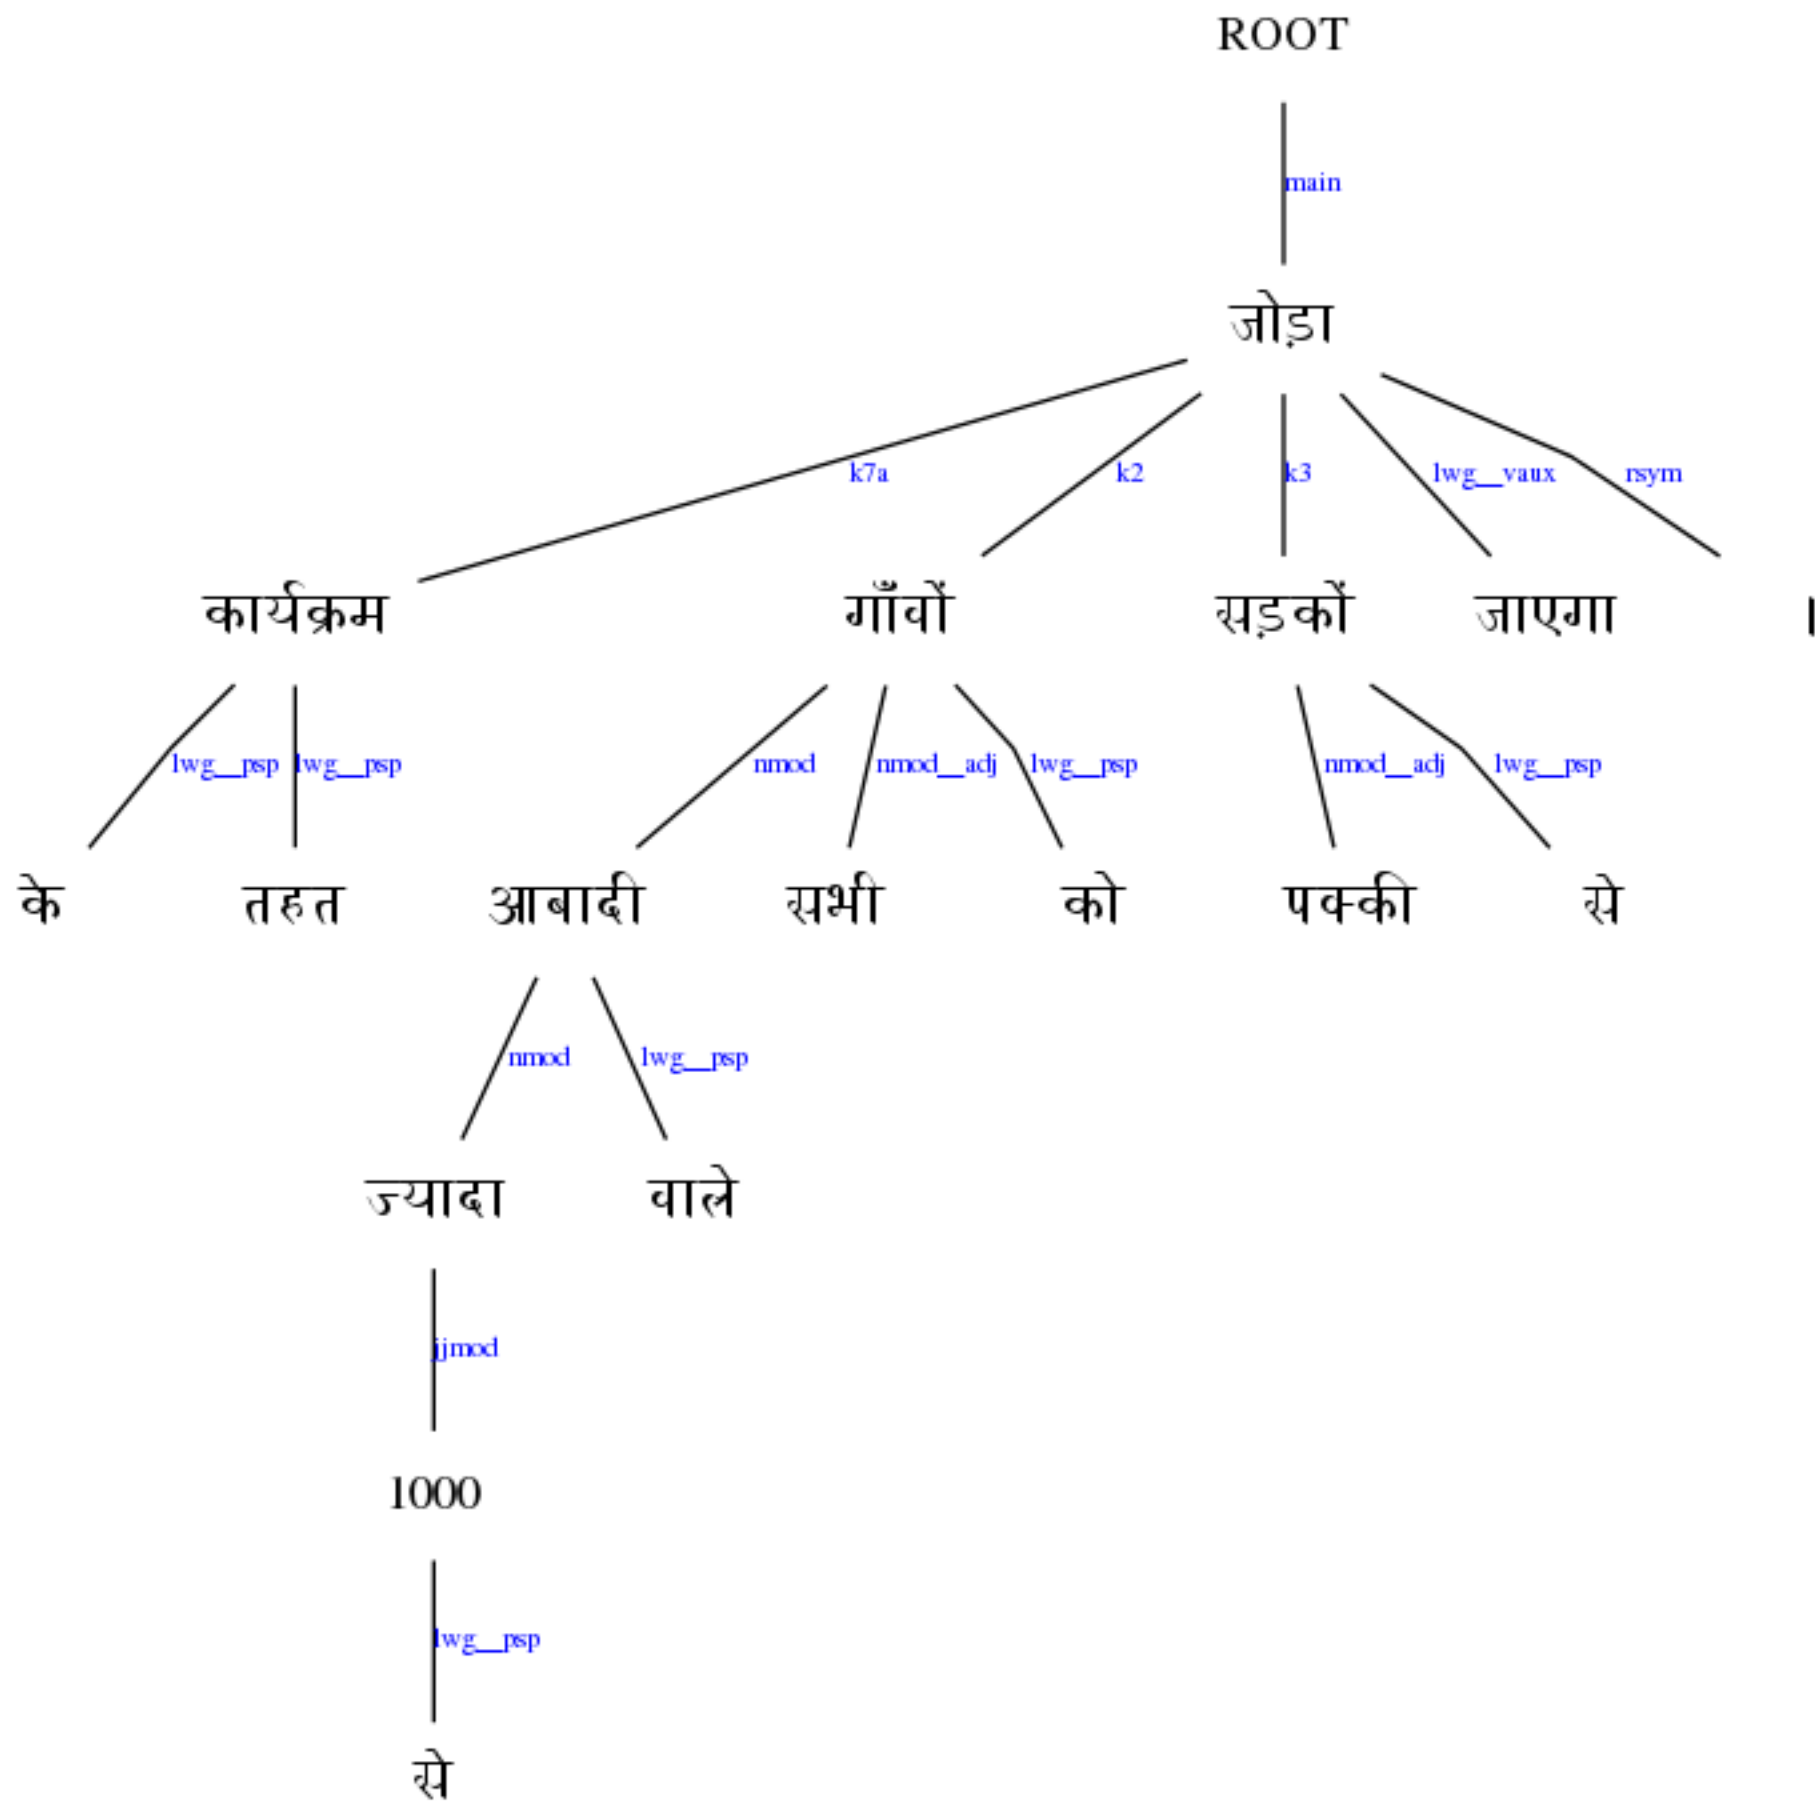 ROOT
main
जोड़ा
k7a k2 k3 lwg__vaux rsym
कार्यक्रम गाँवों सड़कों जाएगा ।
lwg__psp lwg__psp nmod nmod__adj lwg__psp nmod__adj lwg__psp
के तहत आबादी सभी को पक्की से
nmod lwg__psp
ज्यादा वाले
jjmod
1000
lwg__psp
से